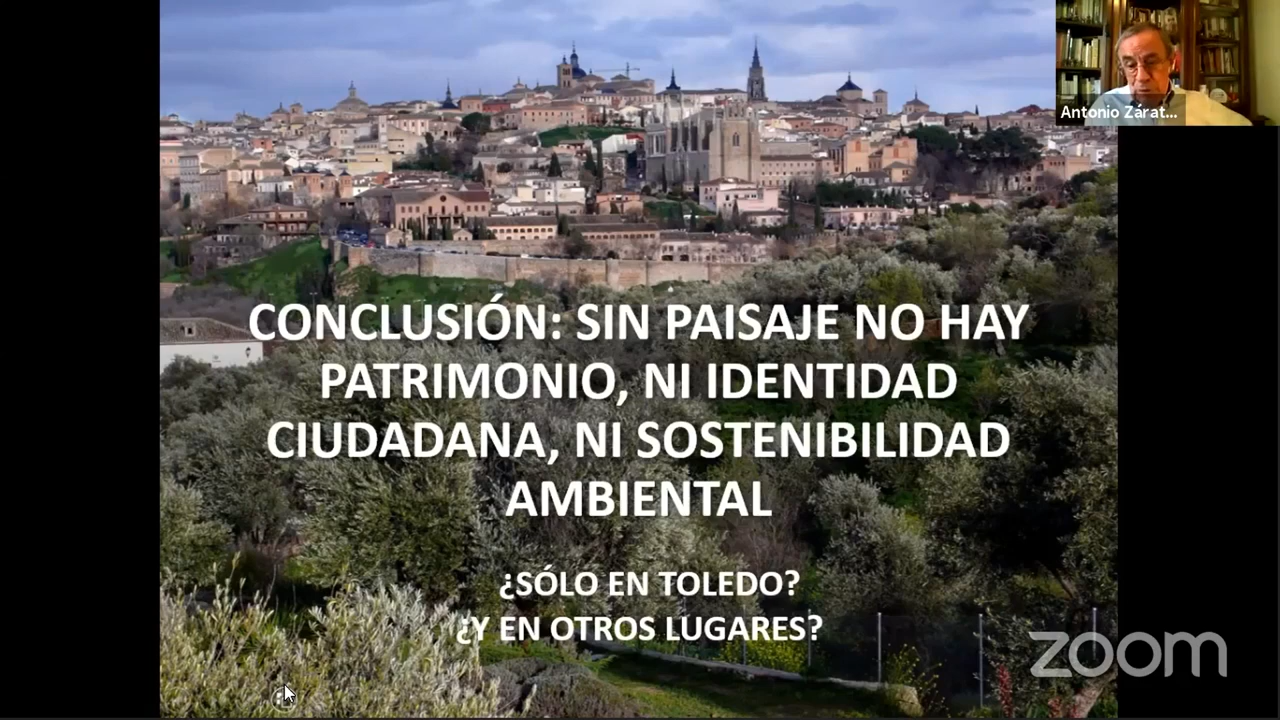 Antonio Zárat...
CONCLUSIÓN: SIN PAISAJE NO HAY
PATRIMONIO, NI IDENTIDAD
CIUDADANA, NI SOSTENIBILIDAD
AMBIENTAL
¿SÓLO EN TOLEDO?
¿Y EN OTROS LUGARES?
zoom